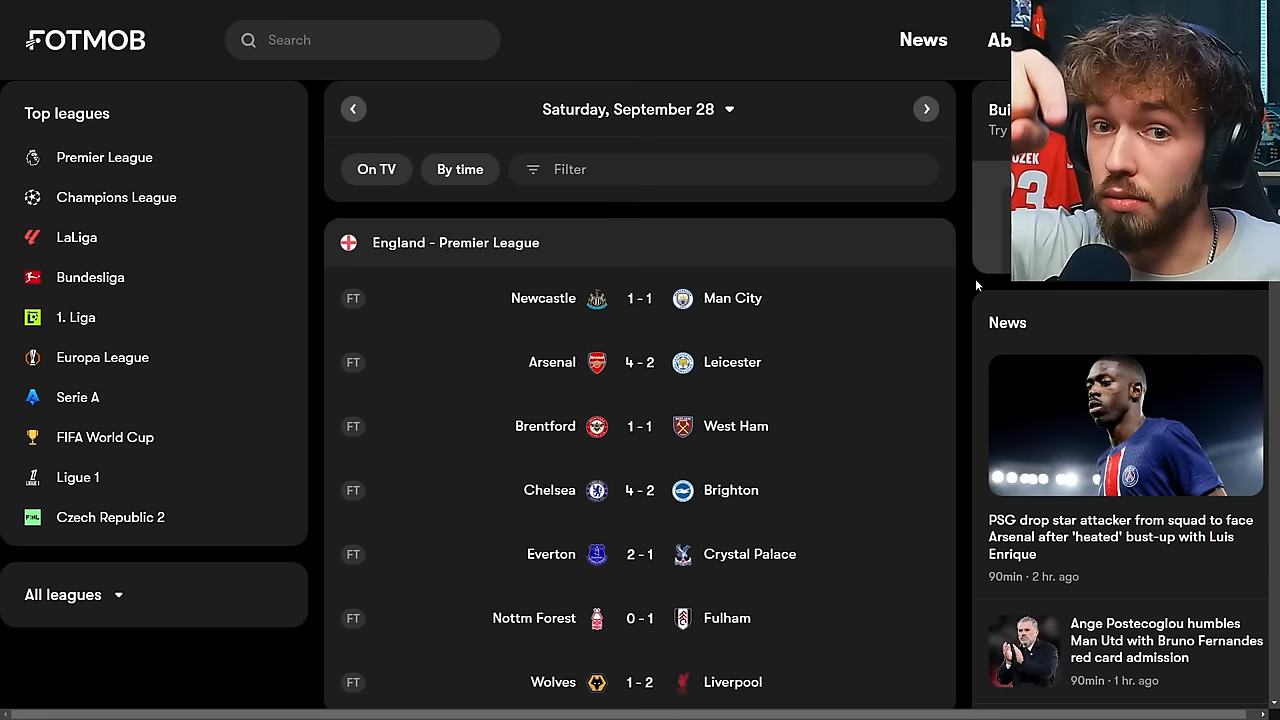 FOTMOB
Search
News
Ab
Top leagues
Premier League
Champions League
LaLiga
Bundesliga
1. Liga
Europa League
Serie A
FIFA World Cup
Ligue 1
Czech Republic 2
All leagues
Saturday, September 28
On TV
By time
Filter
England - Premier League
FT Newcastle 1 - 1 Man City
FT Arsenal 4 - 2 Leicester
FT Brentford 1 - 1 West Ham
FT Chelsea 4 - 2 Brighton
FT Everton 2 - 1 Crystal Palace
FT Nottm Forest 0 - 1 Fulham
FT Wolves 1 - 2 Liverpool
Bui
Try
OZEK
23
News
PSG drop star attacker from squad to face
Arsenal after 'heated' bust-up with Luis
Enrique
90min · 2 hr. ago
Ange Postecoglou humbles
Man Utd with Bruno Fernandes
red card admission
90min · 1 hr. ago